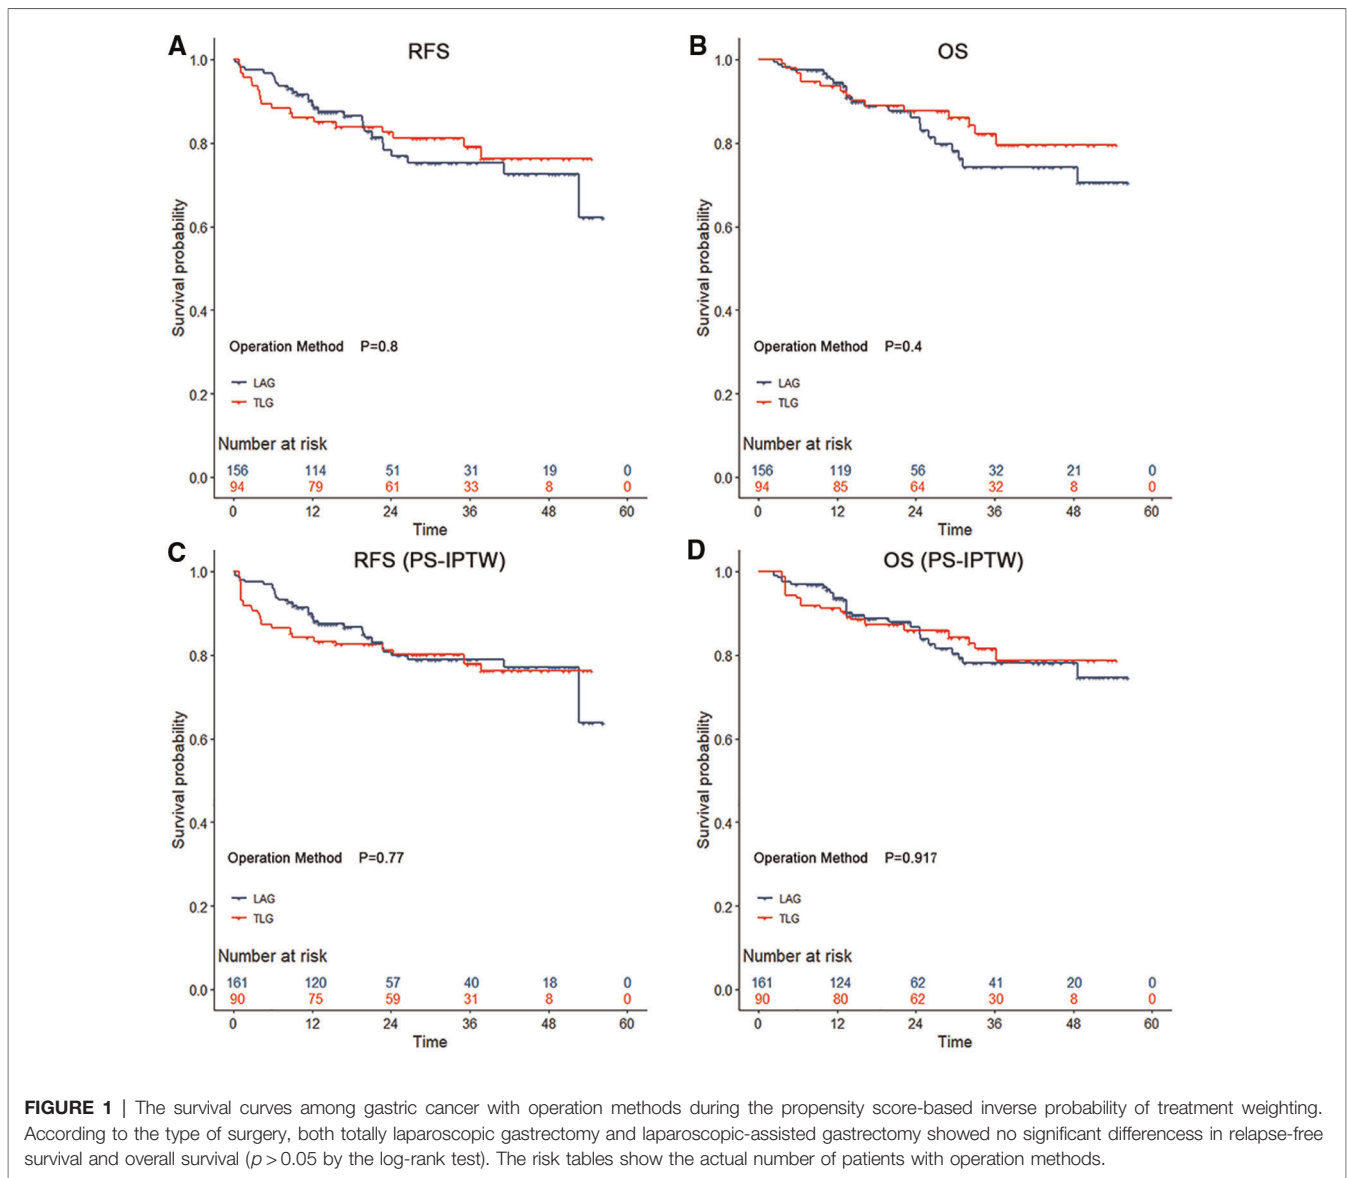 A
RFS
1.0
0.8
0.6
0.4
0.2
0.0
Survival probability
Operation Method P=0.8
LAG
TLG
Number at risk
156 114 51 31 19 0
94 79 61 33 8 0
0 12 24 36 48 60
Time
B
OS
1.0
0.8
0.6
0.4
0.2
0.0
Survival probability
Operation Method P=0.4
LAG
TLG
Number at risk
156 119 56 32 21 0
94 85 64 32 8 0
0 12 24 36 48 60
Time
C
RFS (PS-IPTW)
1.0
0.8
0.6
0.4
0.2
0.0
Survival probability
Operation Method P=0.77
LAG
TLG
Number at risk
161 120 57 40 18 0
90 75 59 31 8 0
0 12 24 36 48 60
Time
D
OS (PS-IPTW)
1.0
0.8
0.6
0.4
0.2
0.0
Survival probability
Operation Method P=0.917
LAG
TLG
Number at risk
161 124 62 41 20 0
90 80 62 30 8 0
0 12 24 36 48 60
Time
FIGURE 1 | The survival curves among gastric cancer with operation methods during the propensity score-based inverse probability of treatment weighting.
According to the type of surgery, both totally laparoscopic gastrectomy and laparoscopic-assisted gastrectomy showed no significant differencess in relapse-free
survival and overall survival (p > 0.05 by the log-rank test). The risk tables show the actual number of patients with operation methods.